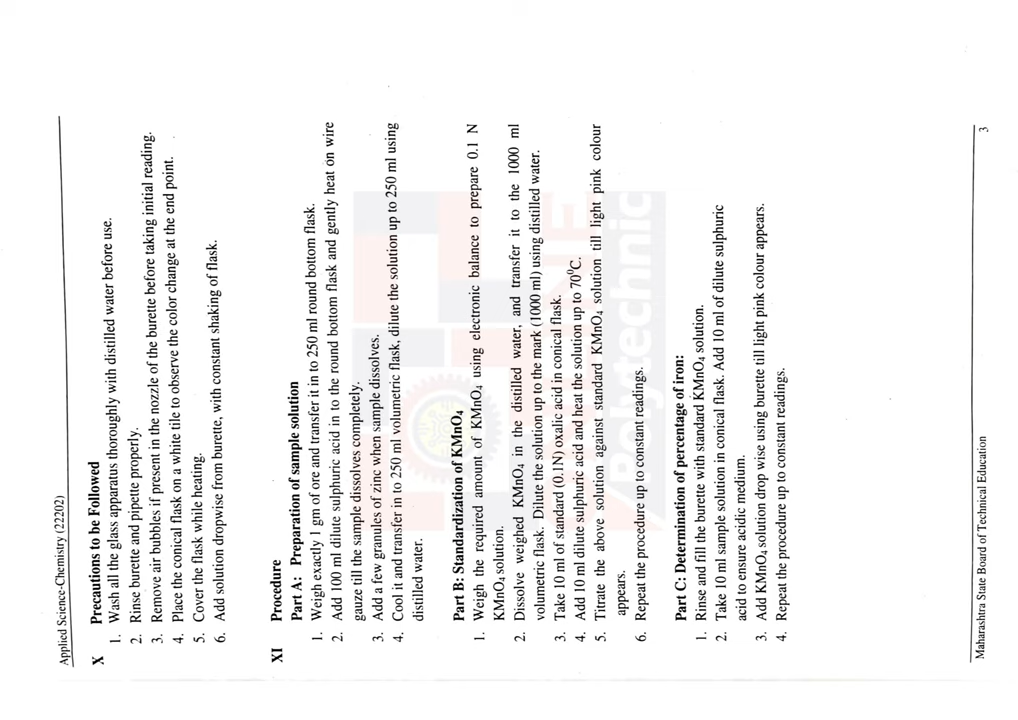 Applied Science-Chemistry (22202)
X Precautions to be Followed
1. Wash all the glass apparatus thoroughly with distilled water before use.
2. Rinse burette and pipette properly.
3. Remove air bubbles if present in the nozzle of the burette before taking initial reading.
4. Place the conical flask on a white tile to observe the color change at the end point.
5. Cover the flask while heating.
6. Add solution dropwise from burette, with constant shaking of flask.
XI Procedure
Part A: Preparation of sample solution
1. Weigh exactly 1 gm of ore and transfer it in to 250 ml round bottom flask.
2. Add 100 ml dilute sulphuric acid in to the round bottom flask and gently heat on wire
gauze till the sample dissolves completely.
3. Add a few granules of zinc when sample dissolves.
4. Cool it and transfer in to 250 ml volumetric flask, dilute the solution up to 250 ml using
distilled water.
Part B: Standardization of KMnO4
1. Weigh the required amount of KMnO4 using electronic balance to prepare 0.1 N
KMnO4 solution.
2. Dissolve weighed KMnO4 in the distilled water, and transfer it to the 1000 ml
volumetric flask. Dilute the solution up to the mark (1000 ml) using distilled water.
3. Take 10 ml of standard (0.1N) oxalic acid in conical flask.
4. Add 10 ml dilute sulphuric acid and heat the solution up to 70⁰C.
5. Titrate the above solution against standard KMnO4 solution till light pink colour
appears.
6. Repeat the procedure up to constant readings.
Part C: Determination of percentage of iron:
1. Rinse and fill the burette with standard KMnO4 solution.
2. Take 10 ml sample solution in conical flask. Add 10 ml of dilute sulphuric
acid to ensure acidic medium.
3. Add KMnO4 solution drop wise using burette till light pink colour appears.
4. Repeat the procedure up to constant readings.
Maharashtra State Board of Technical Education 3
Polytechnic